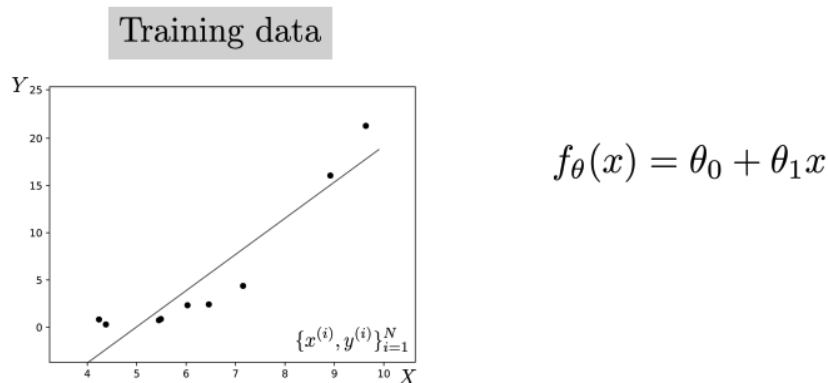 Training data
Y
25
20
15
10
5
0
{x^{(i)}, y^{(i)}}_{i=1}^{N}
4 5 6 7 8 9 10 X
f_θ(x) = θ_0 + θ_1x